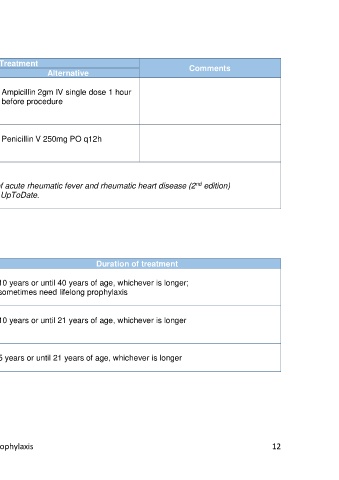 Treatment
Comments
Alternative
Ampicillin 2gm IV single dose 1 hour
before procedure
Penicillin V 250mg PO q12h
f acute rheumatic fever and rheumatic heart disease (2nd edition)
UpToDate.
Duration of treatment
10 years or until 40 years of age, whichever is longer;
sometimes need lifelong prophylaxis
10 years or until 21 years of age, whichever is longer
5 years or until 21 years of age, whichever is longer
ophylaxis 12